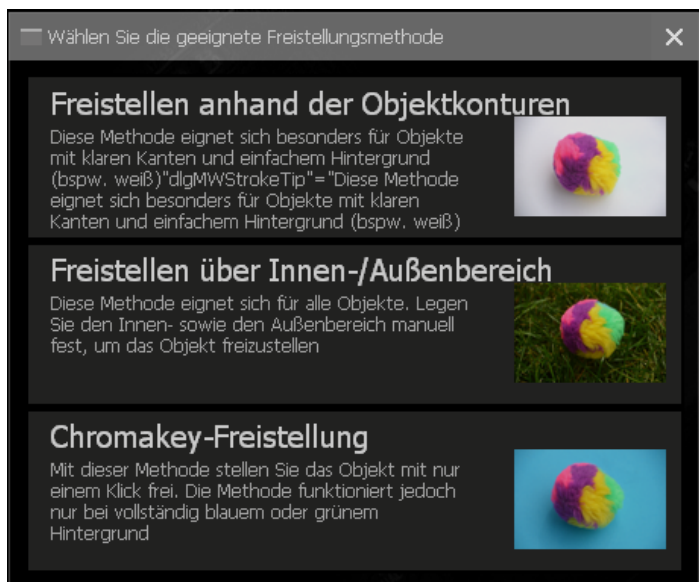 Wählen Sie die geeignete Freistellungsmethode
Freistellen anhand der Objektkonturen
Diese Methode eignet sich besonders für Objekte
mit klaren Kanten und einfachem Hintergrund
(bspw. weiß)"dlgMWStrokeTip"="Diese Methode
eignet sich besonders für Objekte mit klaren
Kanten und einfachem Hintergrund (bspw. weiß)
Freistellen über Innen-/Außenbereich
Diese Methode eignet sich für alle Objekte. Legen
Sie den Innen- sowie den Außenbereich manuell
fest, um das Objekt freizustellen
Chromakey-Freistellung
Mit dieser Methode stellen Sie das Objekt mit nur
einem Klick frei. Die Methode funktioniert jedoch
nur bei vollständig blauem oder grünem
Hintergrund